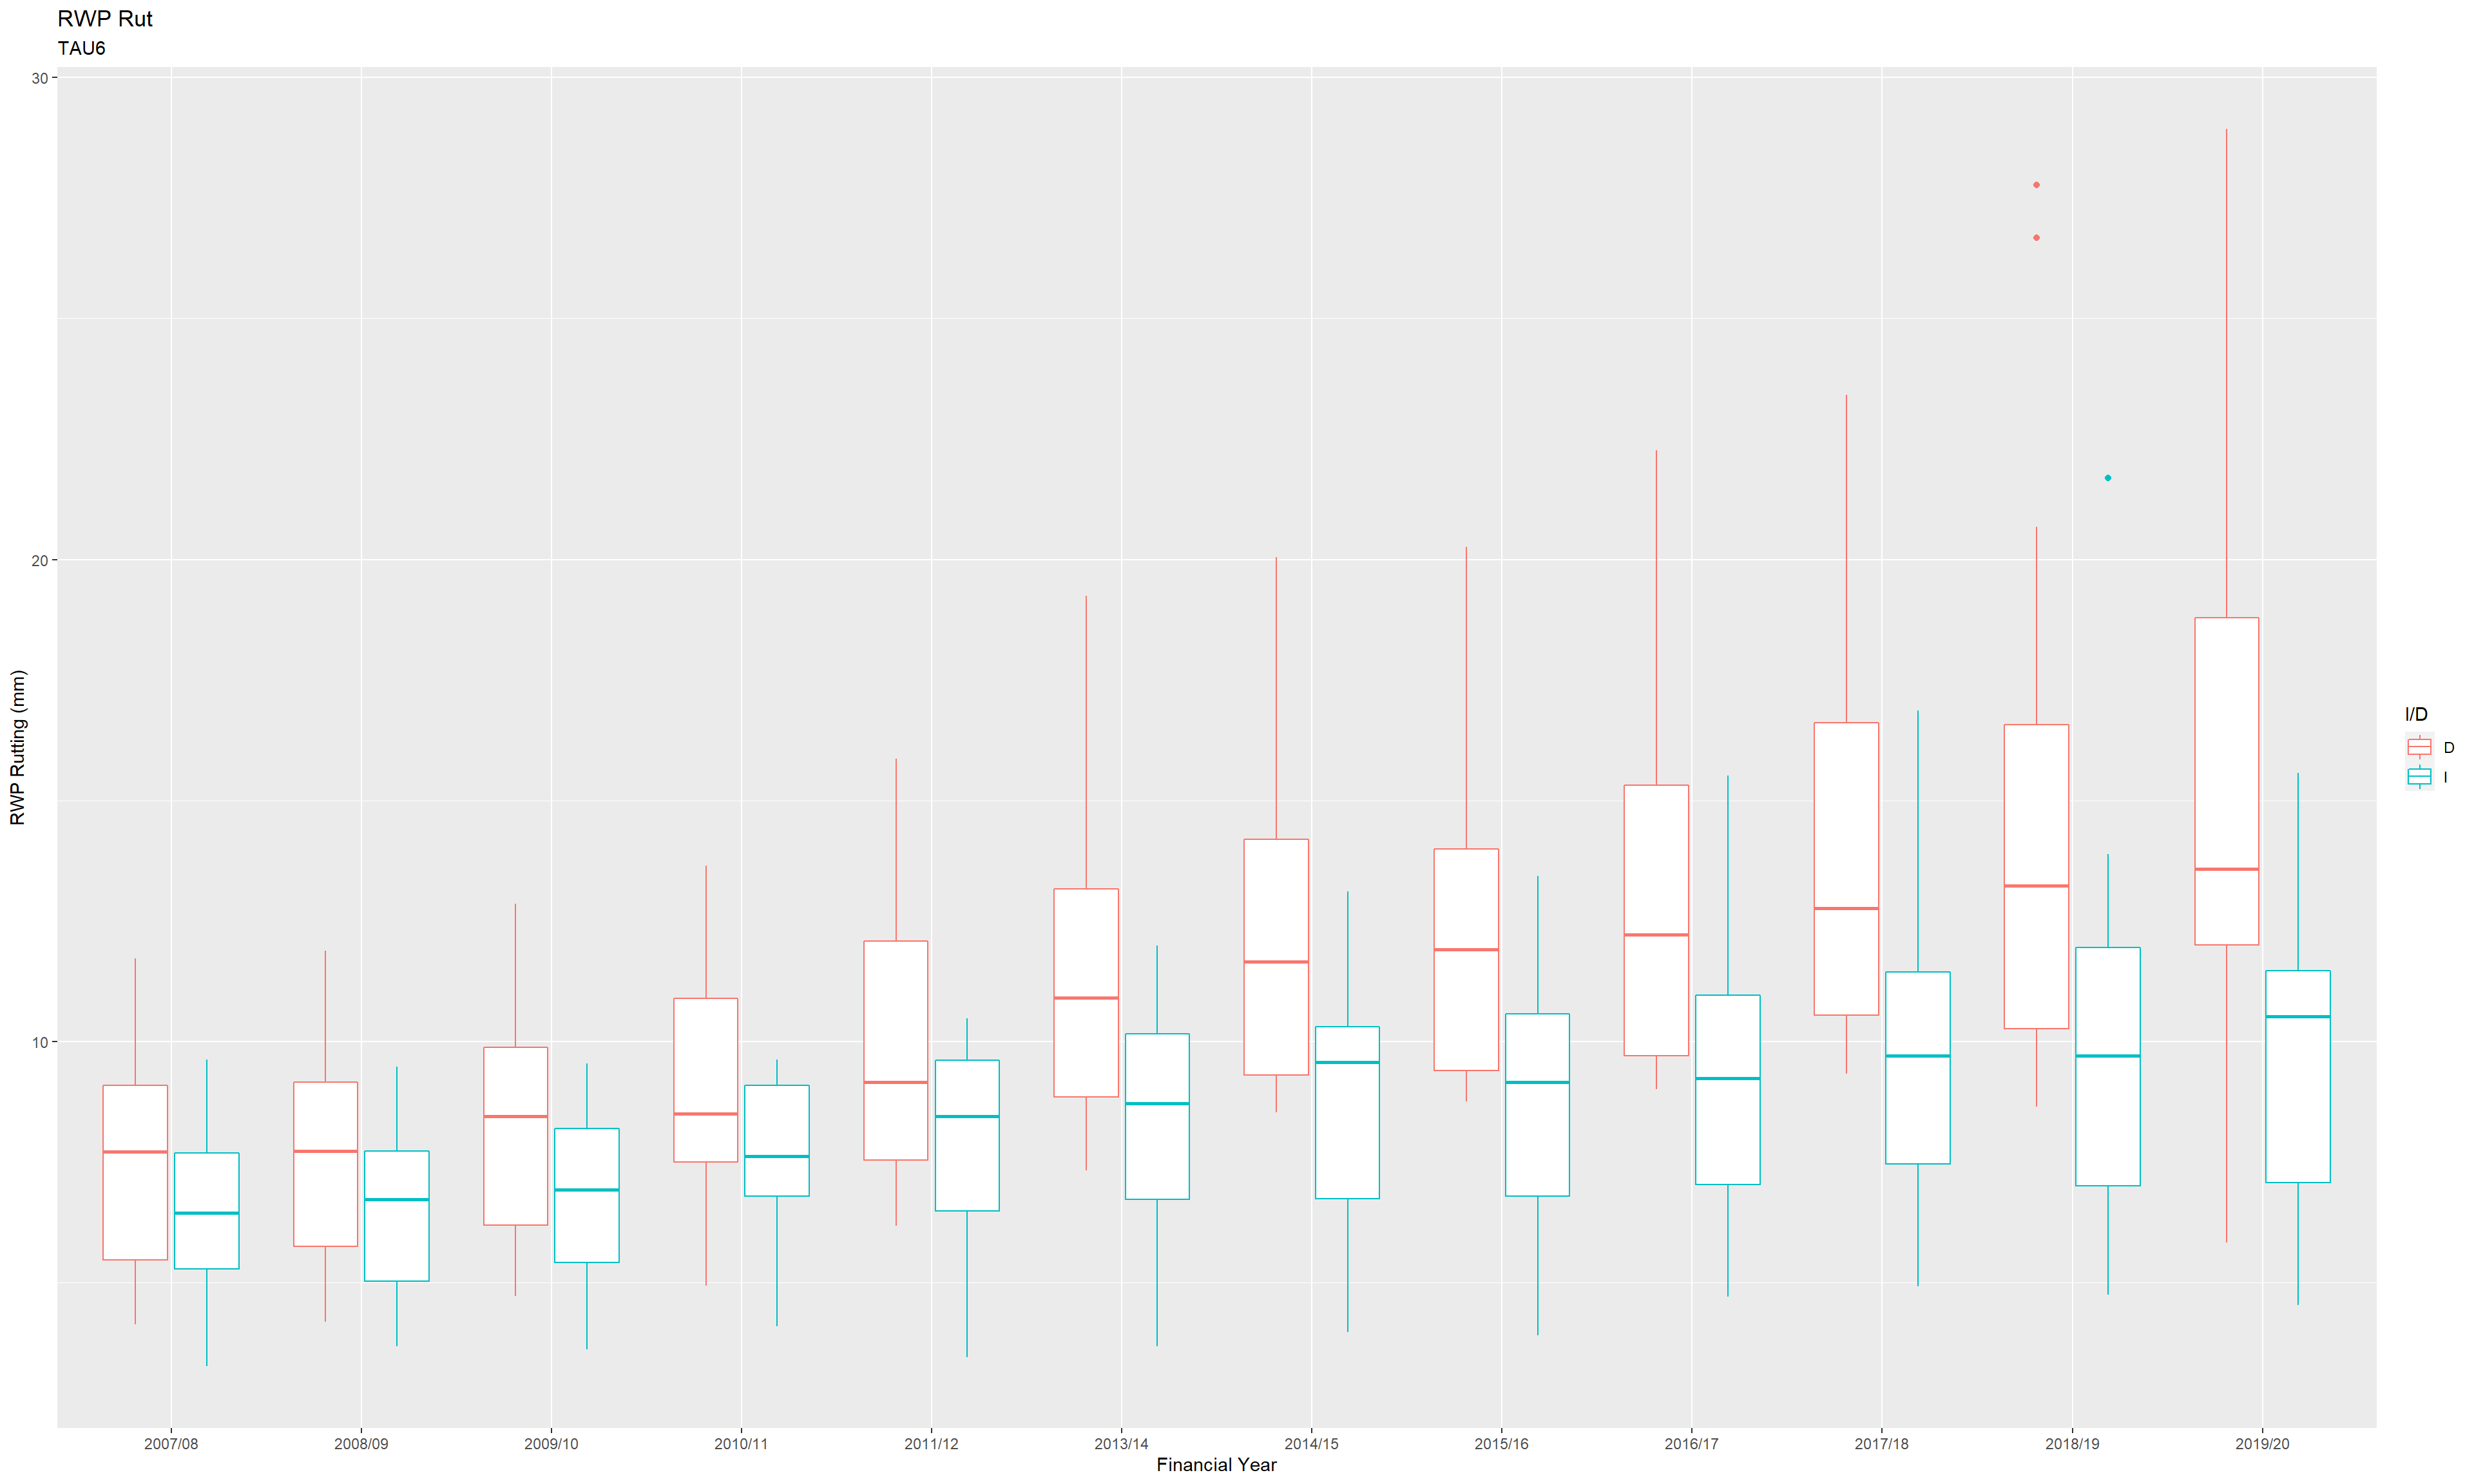 RWP Rut
TAU6
30
20
10
RWP Rutting (mm)
2007/08
2008/09
2009/10
2010/11
2011/12
2013/14
2014/15
2015/16
2016/17
2017/18
2018/19
2019/20
Financial Year
I/D
D
I